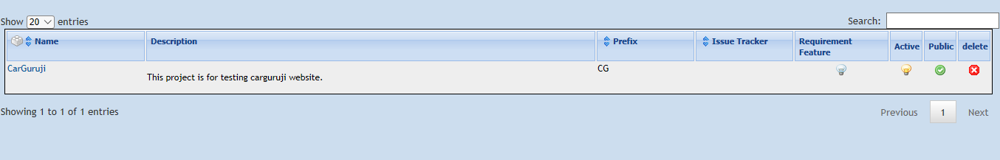 Show 20 entries Search:
Name Description Prefix Issue Tracker Requirement Feature Active Public delete
CarGuruji This project is for testing carguruji website. CG
Showing 1 to 1 of 1 entries Previous 1 Next